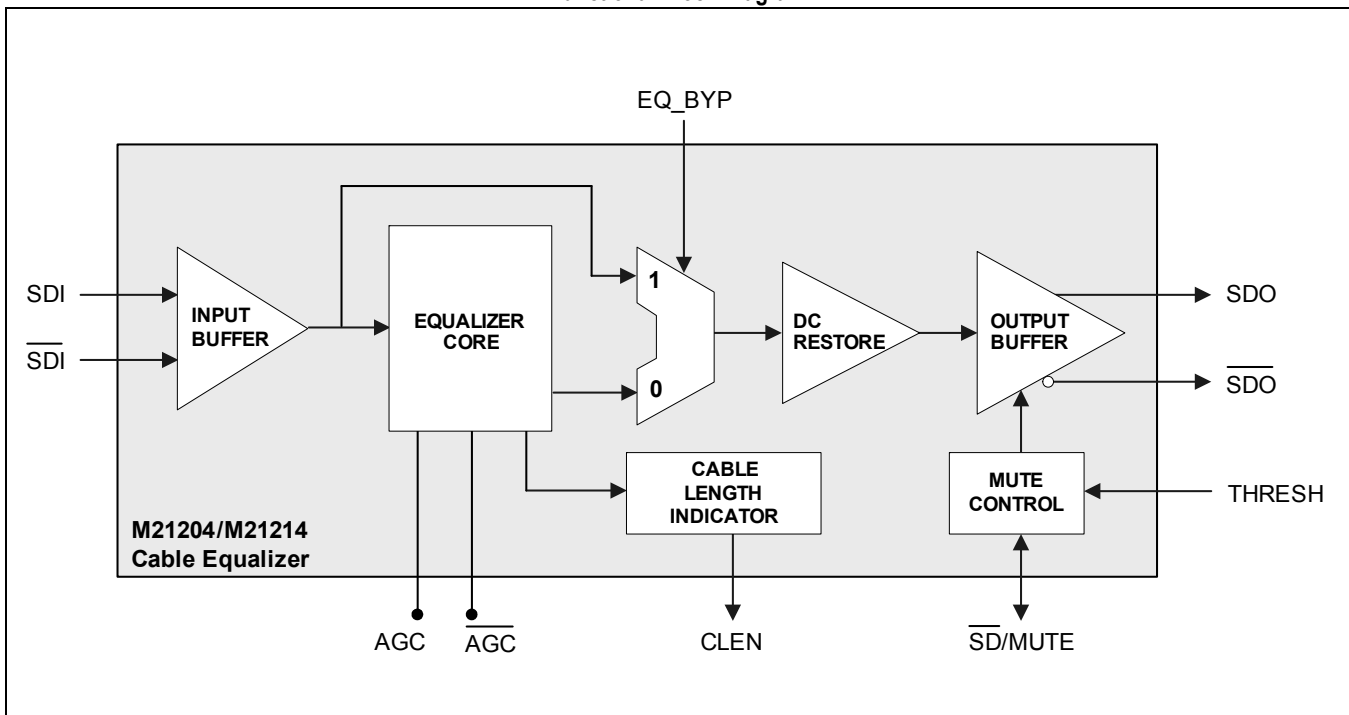 EQ_BYP
SDI
SDI
INPUT
BUFFER
EQUALIZER
CORE
1
0
DC
RESTORE
OUTPUT
BUFFER
SDO
SDO
CABLE
LENGTH
INDICATOR
MUTE
CONTROL
THRESH
M21204/M21214
Cable Equalizer
AGC
AGC
CLEN
SD/MUTE